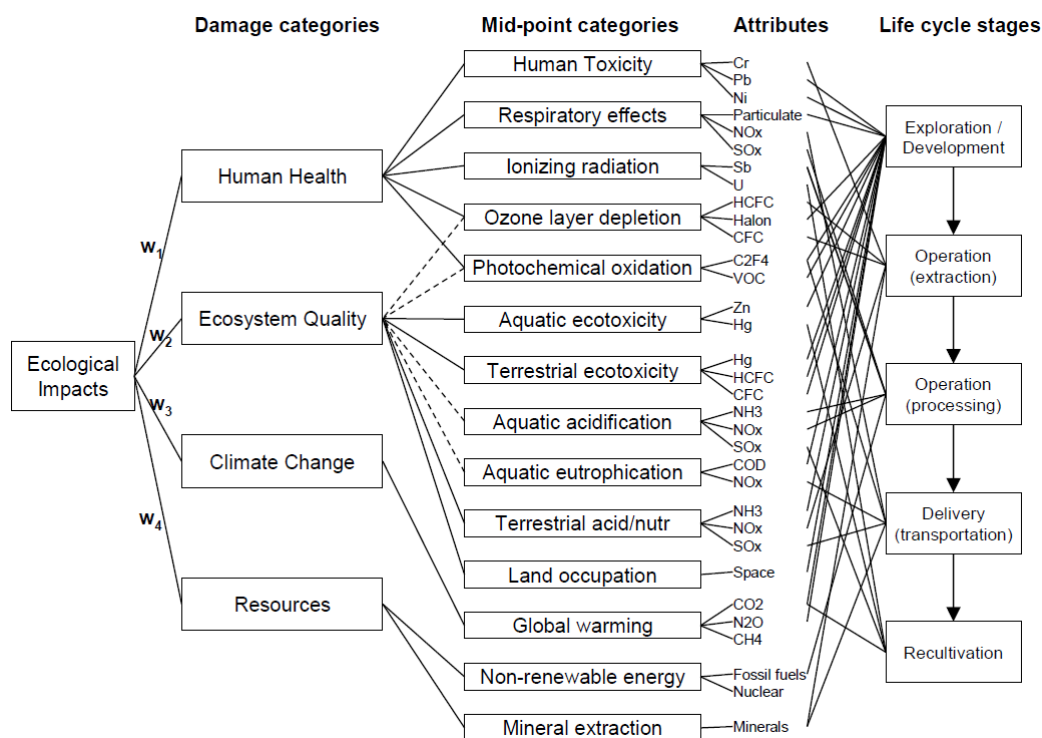 Damage categories
Mid-point categories
Attributes
Life cycle stages
Ecological
Impacts
w1
w2
w3
w4
Human Health
Ecosystem Quality
Climate Change
Resources
Human Toxicity
Respiratory effects
Ionizing radiation
Ozone layer depletion
Photochemical oxidation
Aquatic ecotoxicity
Terrestrial ecotoxicity
Aquatic acidification
Aquatic eutrophication
Terrestrial acid/nutr
Land occupation
Global warming
Non-renewable energy
Mineral extraction
Cr
Pb
Ni
Particulate
NOx
SOx
Sb
U
HCFC
Halon
CFC
C2F4
VOC
Zn
Hg
Hg
HCFC
CFC
NH3
NOx
SOx
COD
NOx
NH3
NOx
SOx
Space
CO2
N2O
CH4
Fossil fuels
Nuclear
Minerals
Exploration /
Development
Operation
(extraction)
Operation
(processing)
Delivery
(transportation)
Recultivation